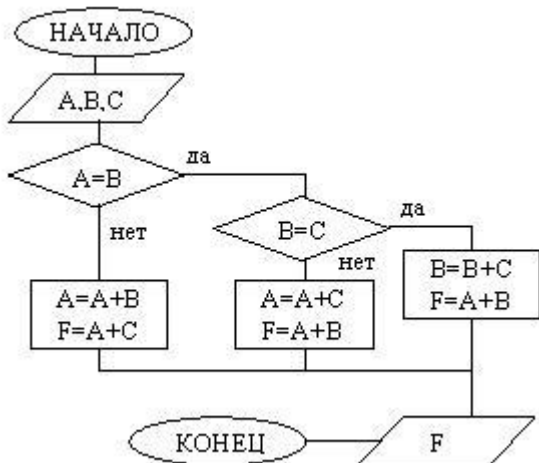 НАЧАЛО
A,B,C
A=B
да
B=C
да
нет
нет
A=A+B
F=A+C
A=A+C
F=A+B
B=B+C
F=A+B
КОНЕЦ
F